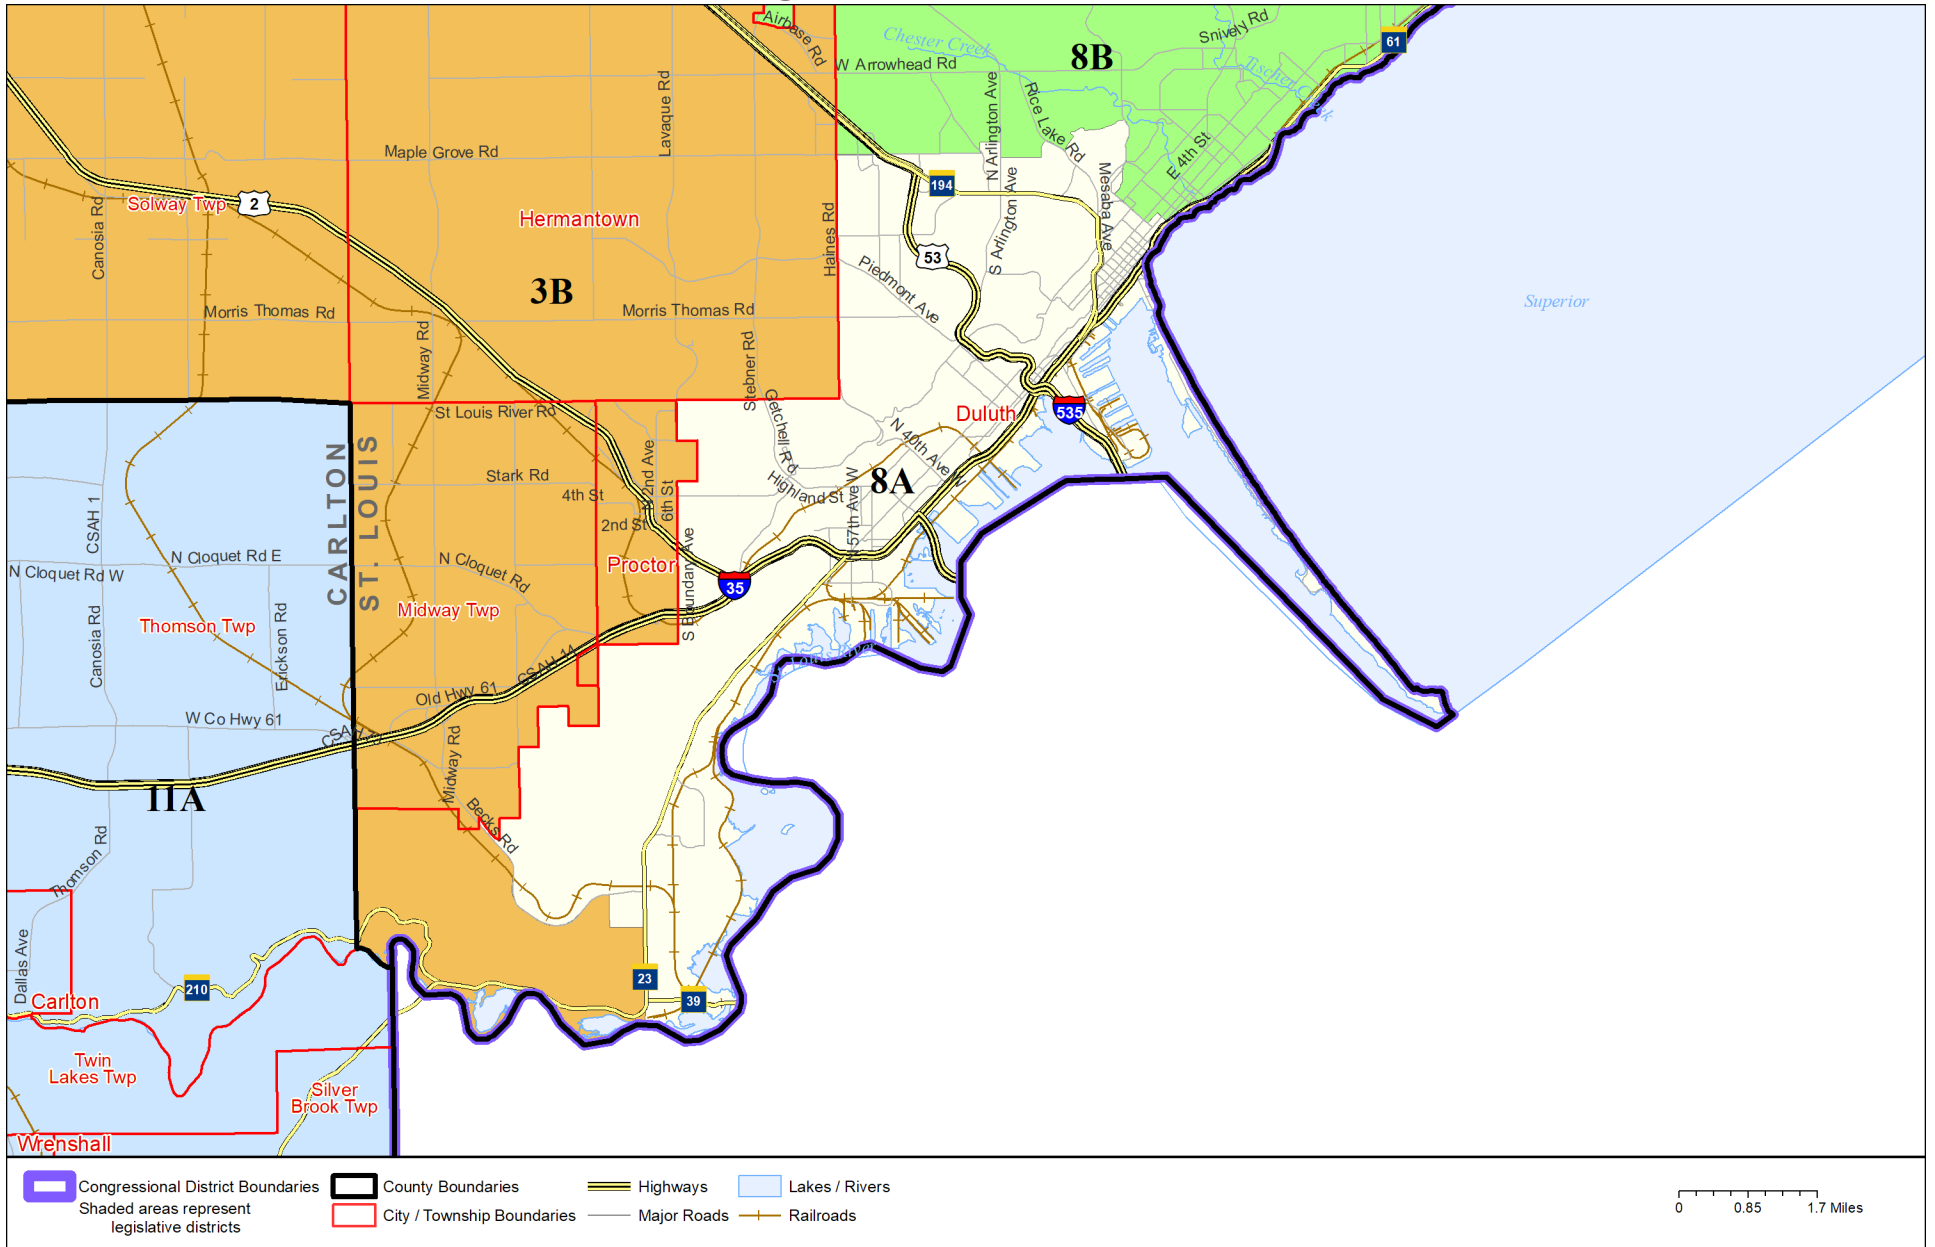 Airbase Rd
Chester Creek
Snively Rd
61
8B
W Arrowhead Rd
Tischer Creek
Lavaque Rd
N Arlington Ave
Rice Lake Rd
Maple Grove Rd
E 4th St
194
Mesaba Ave
Solway Twp
2
Hermantown
Canosia Rd
Haines Rd
S Arlington Ave
53
Piedmont Ave
3B
Superior
Morris Thomas Rd
Morris Thomas Rd
Midway Rd
Stebner Rd
Getchell Rd
St Louis River Rd
Duluth
535
N 40th Ave W
CARLTON
ST. LOUIS
2nd Ave
Stark Rd
4th St
6th St
Highland St
8A
N 57th Ave W
CSAH 1
2nd St
N Cloquet Rd E
N Cloquet Rd W
N Cloquet Rd
Proctor
S Boundary Ave
35
Midway Twp
Thomson Twp
Canosia Rd
Erickson Rd
St Louis River
CSAH 14
Old Hwy 61
W Co Hwy 61
Midway Rd
11A
Becks Rd
Thomson Rd
Dallas Ave
23
39
210
Carlton
Twin
Lakes Twp
Silver
Brook Twp
Wrenshall
Congressional District Boundaries
Shaded areas represent
legislative districts
County Boundaries
City / Township Boundaries
Highways
Major Roads
Lakes / Rivers
Railroads
0 0.85 1.7 Miles